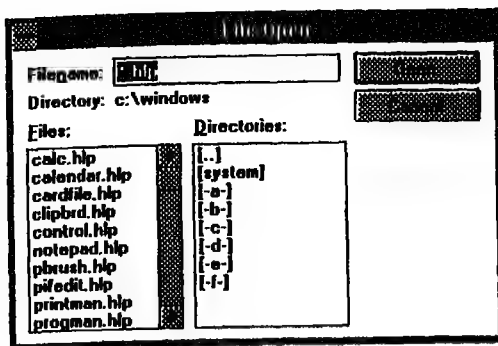 File Open
Filename: *.hlp
Directory: c:\windows
Files:
calc.hlp
calendar.hlp
cardfile.hlp
clipbrd.hlp
control.hlp
notepad.hlp
pbrush.hlp
pifedit.hlp
printman.hlp
progman.hlp
Directories:
[..]
[system]
[-a-]
[-b-]
[-c-]
[-d-]
[-e-]
[-f-]
Cancel